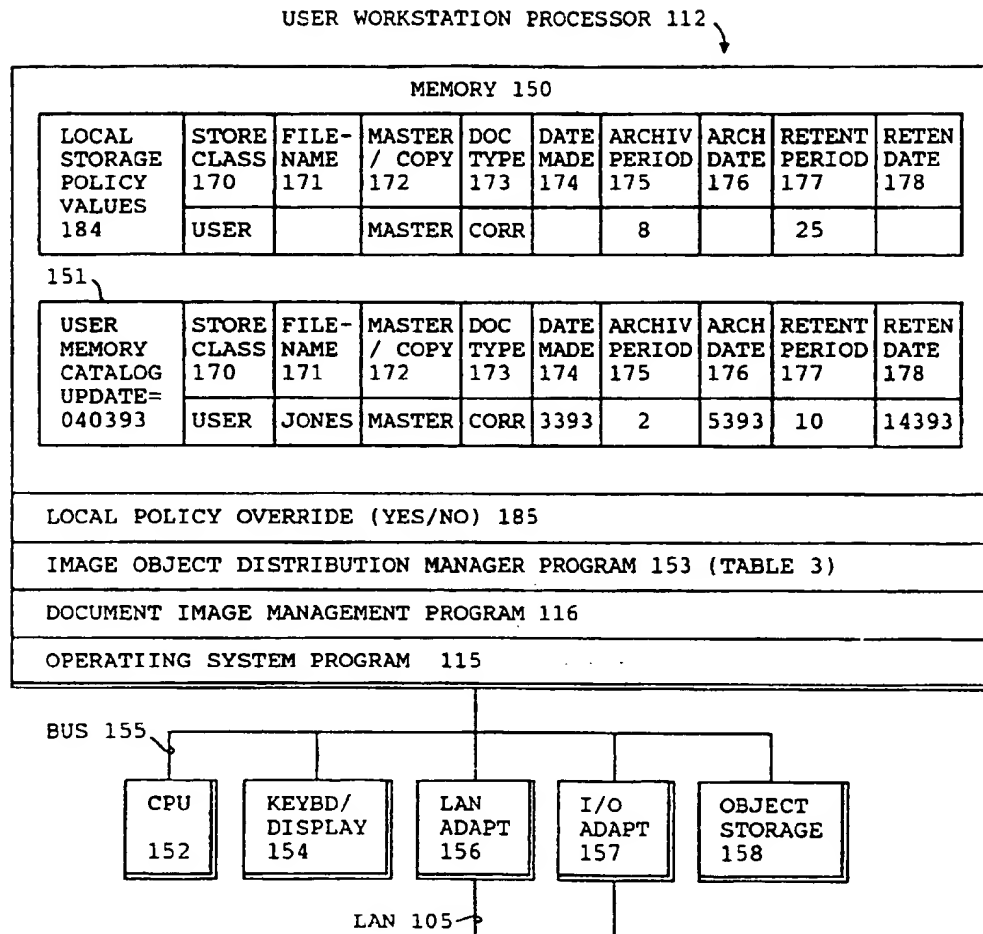 USER WORKSTATION PROCESSOR 112
MEMORY 150
LOCAL STORAGE POLICY VALUES 184
STORE CLASS 170
FILE-NAME 171
MASTER / COPY 172
DOC TYPE 173
DATE MADE 174
ARCHIV PERIOD 175
ARCH DATE 176
RETENT PERIOD 177
RETEN DATE 178
USER MASTER CORR 8 25
151
USER MEMORY CATALOG UPDATE= 040393
STORE CLASS 170
FILE-NAME 171
MASTER / COPY 172
DOC TYPE 173
DATE MADE 174
ARCHIV PERIOD 175
ARCH DATE 176
RETENT PERIOD 177
RETEN DATE 178
USER JONES MASTER CORR 3393 2 5393 10 14393
LOCAL POLICY OVERRIDE (YES/NO) 185
IMAGE OBJECT DISTRIBUTION MANAGER PROGRAM 153 (TABLE 3)
DOCUMENT IMAGE MANAGEMENT PROGRAM 116
OPERATIING SYSTEM PROGRAM 115
BUS 155
CPU 152
KEYBD/ DISPLAY 154
LAN ADAPT 156
I/O ADAPT 157
OBJECT STORAGE 158
LAN 105